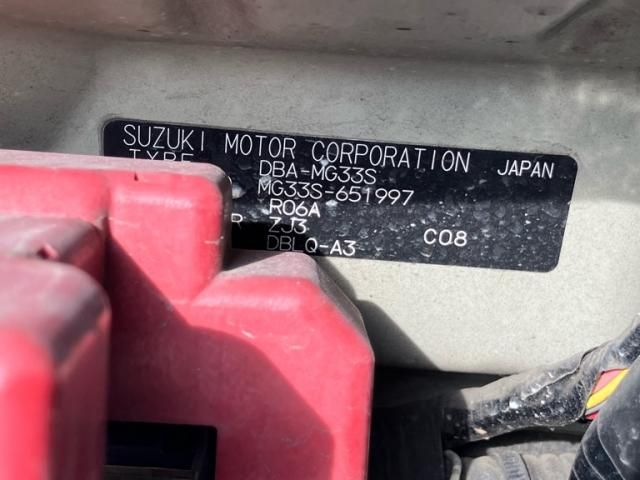 SUZUKI MOTOR CORPORATION JAPAN
TYPE DBA-MG33S
MG33S-651997
R06A
R ZJ3 C08
DBLQ-A3